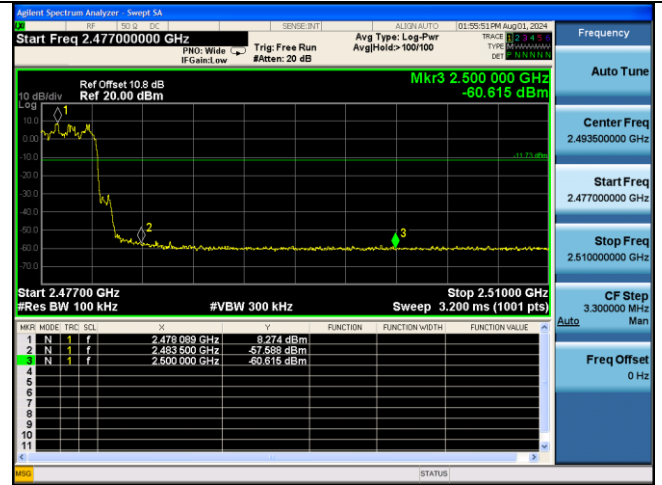 Agilent Spectrum Analyzer - Swept SA
RF 50 Ω DC SENSE:INT ALIGN AUTO 01:55:51 PM Aug 01, 2024
Start Freq 2.477000000 GHz
PNO: Wide
IFGain:Low
Trig: Free Run
#Atten: 20 dB
Avg Type: Log-Pwr
Avg|Hold:> 100/100
TRACE 1 2 3 4 5 6
TYPE MWWWWW
DET P N N N N N
Ref Offset 10.8 dB
10 dB/div Ref 20.00 dBm
Log
Mkr3 2.500 000 GHz
-60.615 dBm
1
10.0
0.00
-10.0
-11.73 dBm
-20.0
-30.0
-40.0
-50.0
2
3
-60.0
-70.0
Start 2.47700 GHz Stop 2.51000 GHz
#Res BW 100 kHz #VBW 300 kHz Sweep 3.200 ms (1001 pts)
MKR MODE TRC SCL X Y FUNCTION FUNCTION WIDTH FUNCTION VALUE
1 N 1 f 2.478 089 GHz 8.274 dBm
2 N 1 f 2.483 500 GHz -57.588 dBm
3 N 1 f 2.500 000 GHz -60.615 dBm
4
5
6
7
8
9
10
11
MSG STATUS
Frequency
Auto Tune
Center Freq
2.493500000 GHz
Start Freq
2.477000000 GHz
Stop Freq
2.510000000 GHz
CF Step
3.300000 MHz
Auto Man
Freq Offset
0 Hz